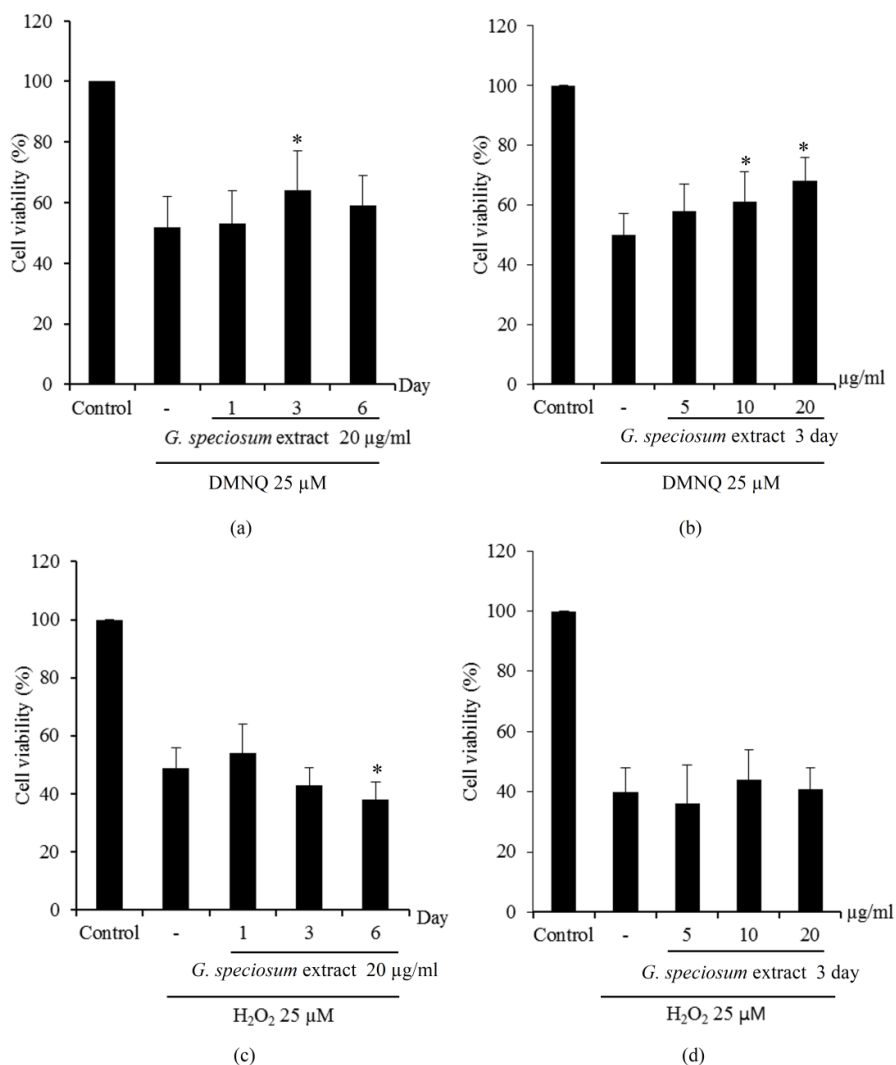 120
100
80
60
40
20
0
Cell viability (%)
*
Day
Control - 1 3 6
G. speciosum extract 20 µg/ml
DMNQ 25 µM
(a)
120
100
80
60
40
20
0
Cell viability (%)
* *
µg/ml
Control - 5 10 20
G. speciosum extract 3 day
DMNQ 25 µM
(b)
120
100
80
60
40
20
0
Cell viability (%)
*
Day
Control - 1 3 6
G. speciosum extract 20 µg/ml
H₂O₂ 25 µM
(c)
120
100
80
60
40
20
0
Cell viability (%)
µg/ml
Control - 5 10 20
G. speciosum extract 3 day
H₂O₂ 25 µM
(d)